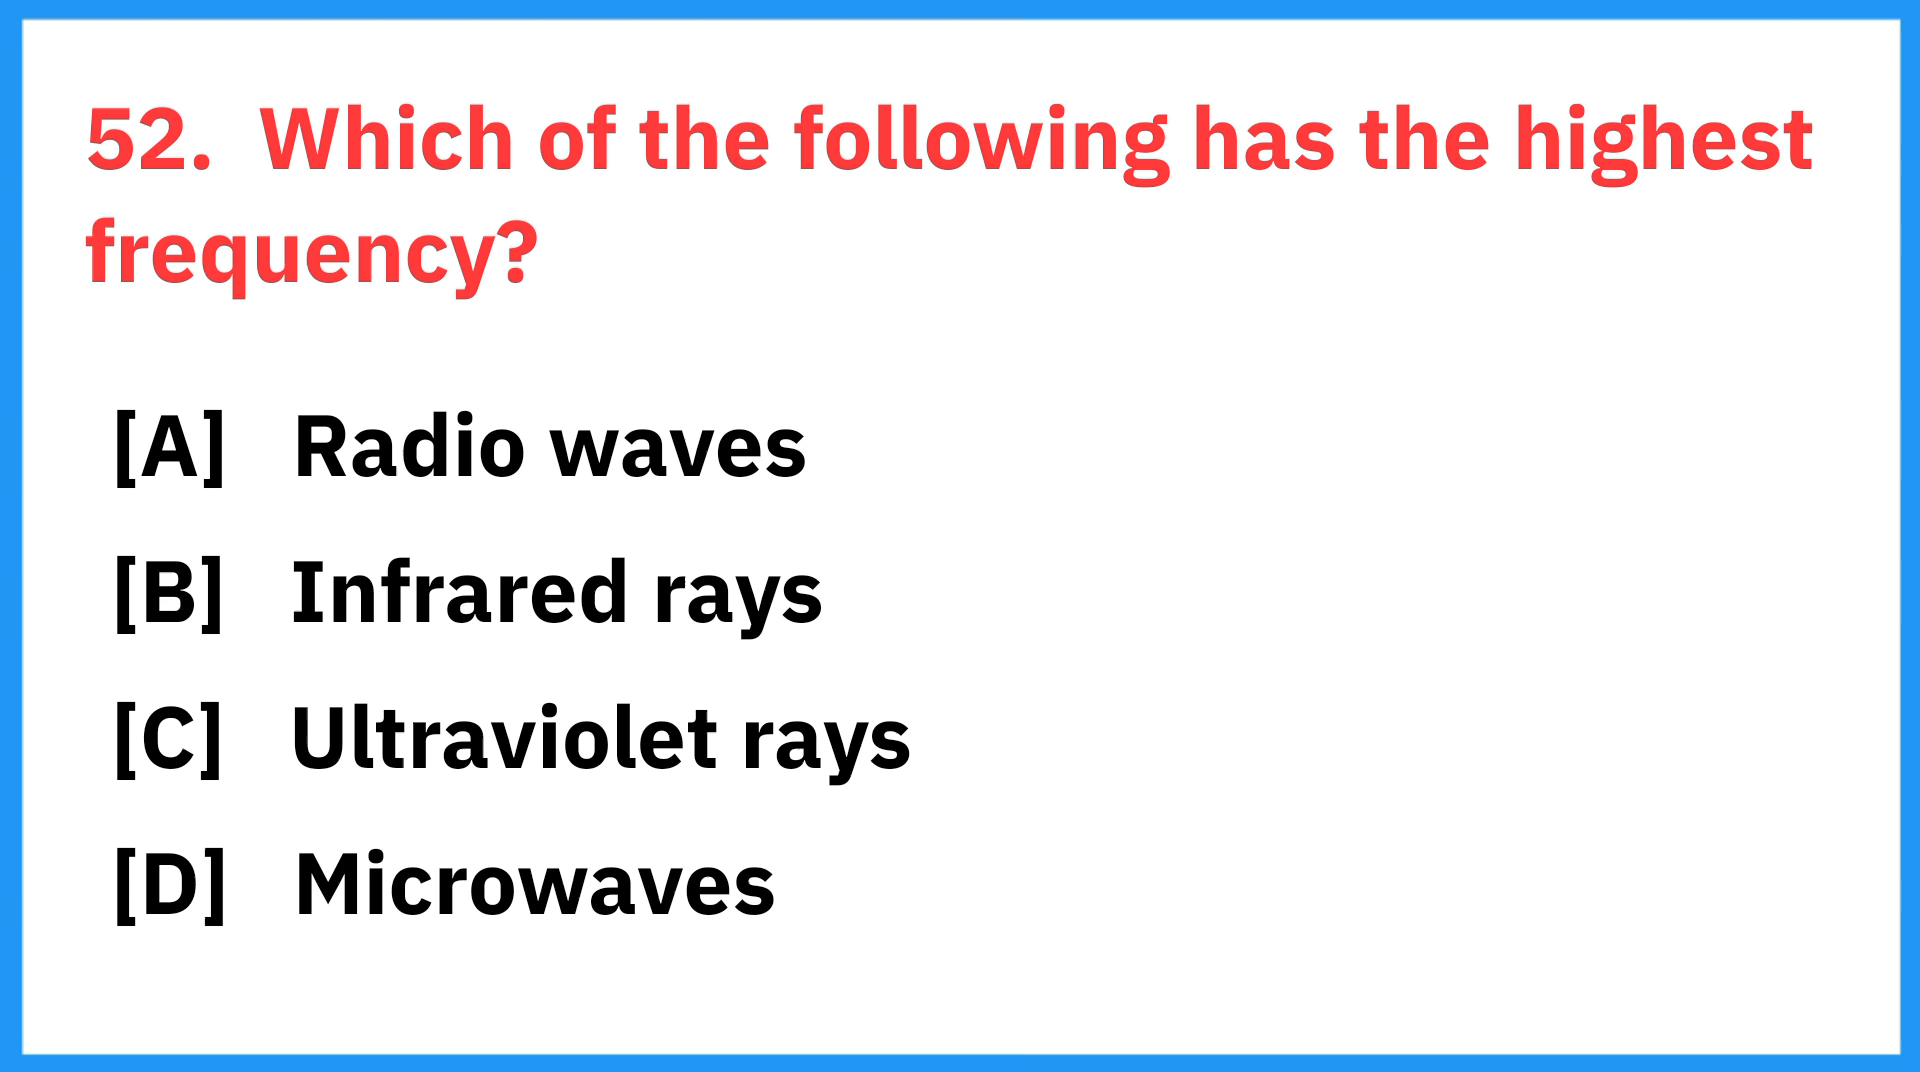 52. Which of the following has the highest
frequency?
[A] Radio waves
[B] Infrared rays
[C] Ultraviolet rays
[D] Microwaves